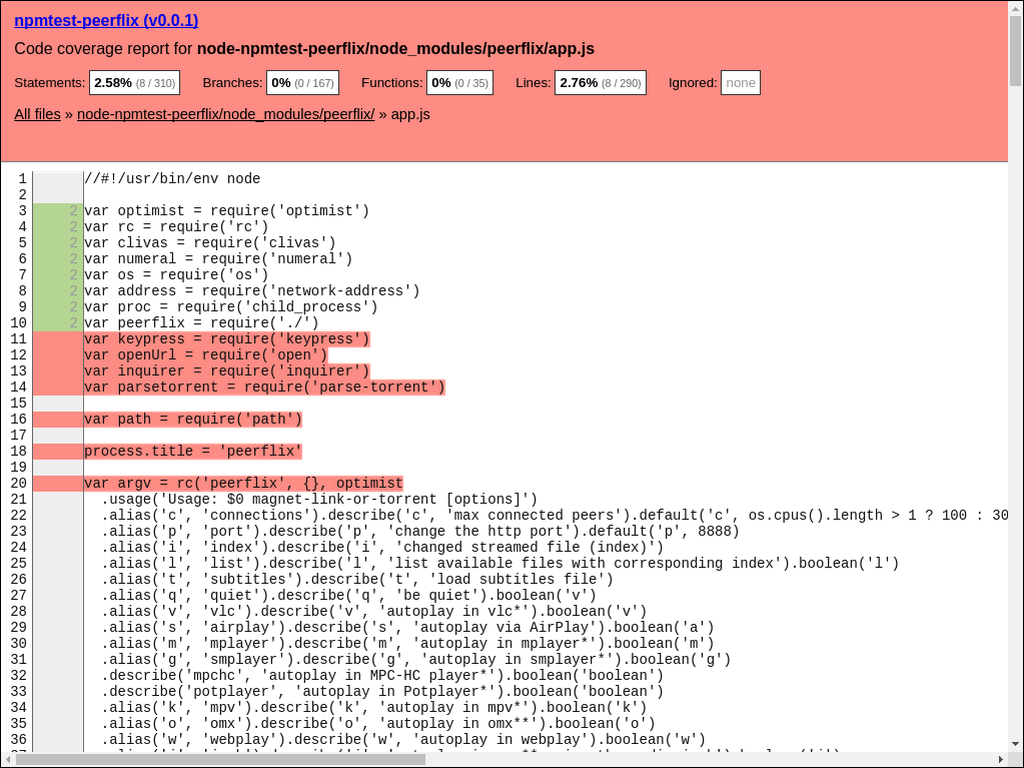 npmtest-peerflix (v0.0.1)
Code coverage report for node-npmtest-peerflix/node_modules/peerflix/app.js
Statements: 2.58% (8 / 310) Branches: 0% (0 / 167) Functions: 0% (0 / 35) Lines: 2.76% (8 / 290) Ignored: none
All files » node-npmtest-peerflix/node_modules/peerflix/ » app.js
1 //#!/usr/bin/env node
2
3 2 var optimist = require('optimist')
4 2 var rc = require('rc')
5 2 var clivas = require('clivas')
6 2 var numeral = require('numeral')
7 2 var os = require('os')
8 2 var address = require('network-address')
9 2 var proc = require('child_process')
10 2 var peerflix = require('./')
11 var keypress = require('keypress')
12 var openUrl = require('open')
13 var inquirer = require('inquirer')
14 var parsetorrent = require('parse-torrent')
15
16 var path = require('path')
17
18 process.title = 'peerflix'
19
20 var argv = rc('peerflix', {}, optimist
21 .usage('Usage: $0 magnet-link-or-torrent [options]')
22 .alias('c', 'connections').describe('c', 'max connected peers').default('c', os.cpus().length > 1 ? 100 : 30
23 .alias('p', 'port').describe('p', 'change the http port').default('p', 8888)
24 .alias('i', 'index').describe('i', 'changed streamed file (index)')
25 .alias('l', 'list').describe('l', 'list available files with corresponding index').boolean('l')
26 .alias('t', 'subtitles').describe('t', 'load subtitles file')
27 .alias('q', 'quiet').describe('q', 'be quiet').boolean('v')
28 .alias('v', 'vlc').describe('v', 'autoplay in vlc*').boolean('v')
29 .alias('s', 'airplay').describe('s', 'autoplay via AirPlay').boolean('a')
30 .alias('m', 'mplayer').describe('m', 'autoplay in mplayer*').boolean('m')
31 .alias('g', 'smplayer').describe('g', 'autoplay in smplayer*').boolean('g')
32 .describe('mpchc', 'autoplay in MPC-HC player*').boolean('boolean')
33 .describe('potplayer', 'autoplay in Potplayer*').boolean('boolean')
34 .alias('k', 'mpv').describe('k', 'autoplay in mpv*').boolean('k')
35 .alias('o', 'omx').describe('o', 'autoplay in omx**').boolean('o')
36 .alias('w', 'webplay').describe('w', 'autoplay in webplay').boolean('w')